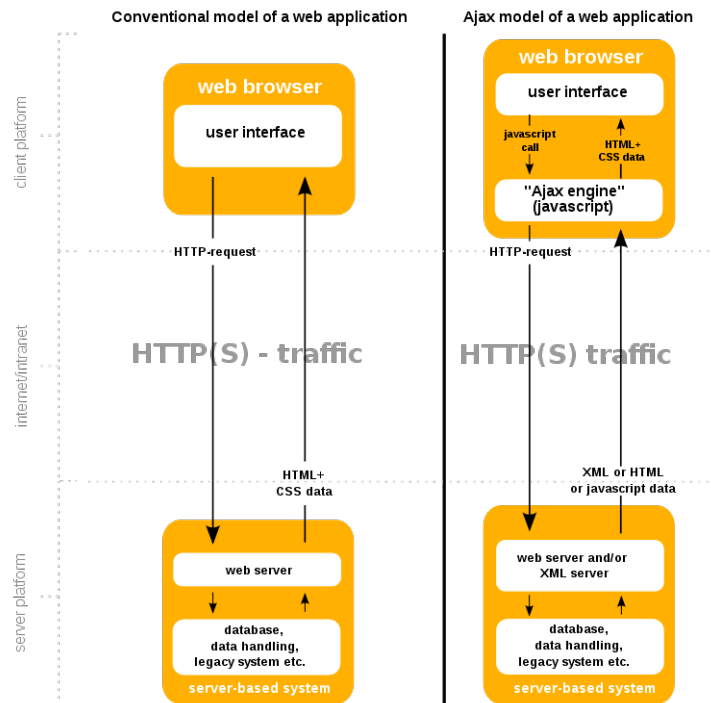 Conventional model of a web application
web browser
user interface
HTTP-request
HTTP(S) - traffic
HTML+
CSS data
web server
database,
data handling,
legacy system etc.
server-based system
Ajax model of a web application
web browser
user interface
javascript
call
HTML+
CSS data
"Ajax engine"
(javascript)
HTTP-request
HTTP(S) traffic
XML or HTML
or javascript data
web server and/or
XML server
database,
data handling,
legacy system etc.
server-based system
client platform
internet/intranet
server platform